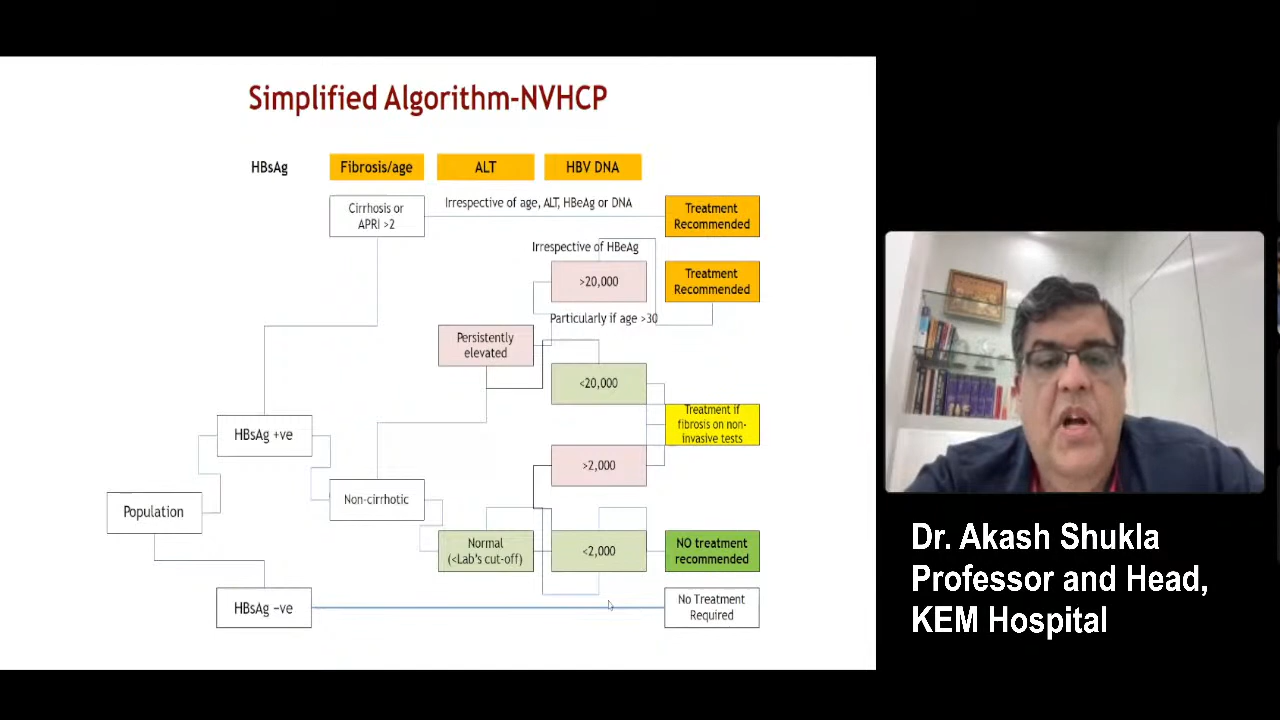 Simplified Algorithm-NVHCP
HBsAg
Fibrosis/age
ALT
HBV DNA
Cirrhosis or
APRI >2
Irrespective of age, ALT, HBeAg or DNA
Treatment
Recommended
Irrespective of HBeAg
>20,000
Treatment
Recommended
Particularly if age >30
Persistently
elevated
<20,000
Treatment if
fibrosis on non-
invasive tests
HBsAg +ve
>2,000
Non-cirrhotic
Population
Normal
(<Lab's cut-off)
<2,000
NO treatment
recommended
HBsAg –ve
No Treatment
Required
Dr. Akash Shukla
Professor and Head,
KEM Hospital